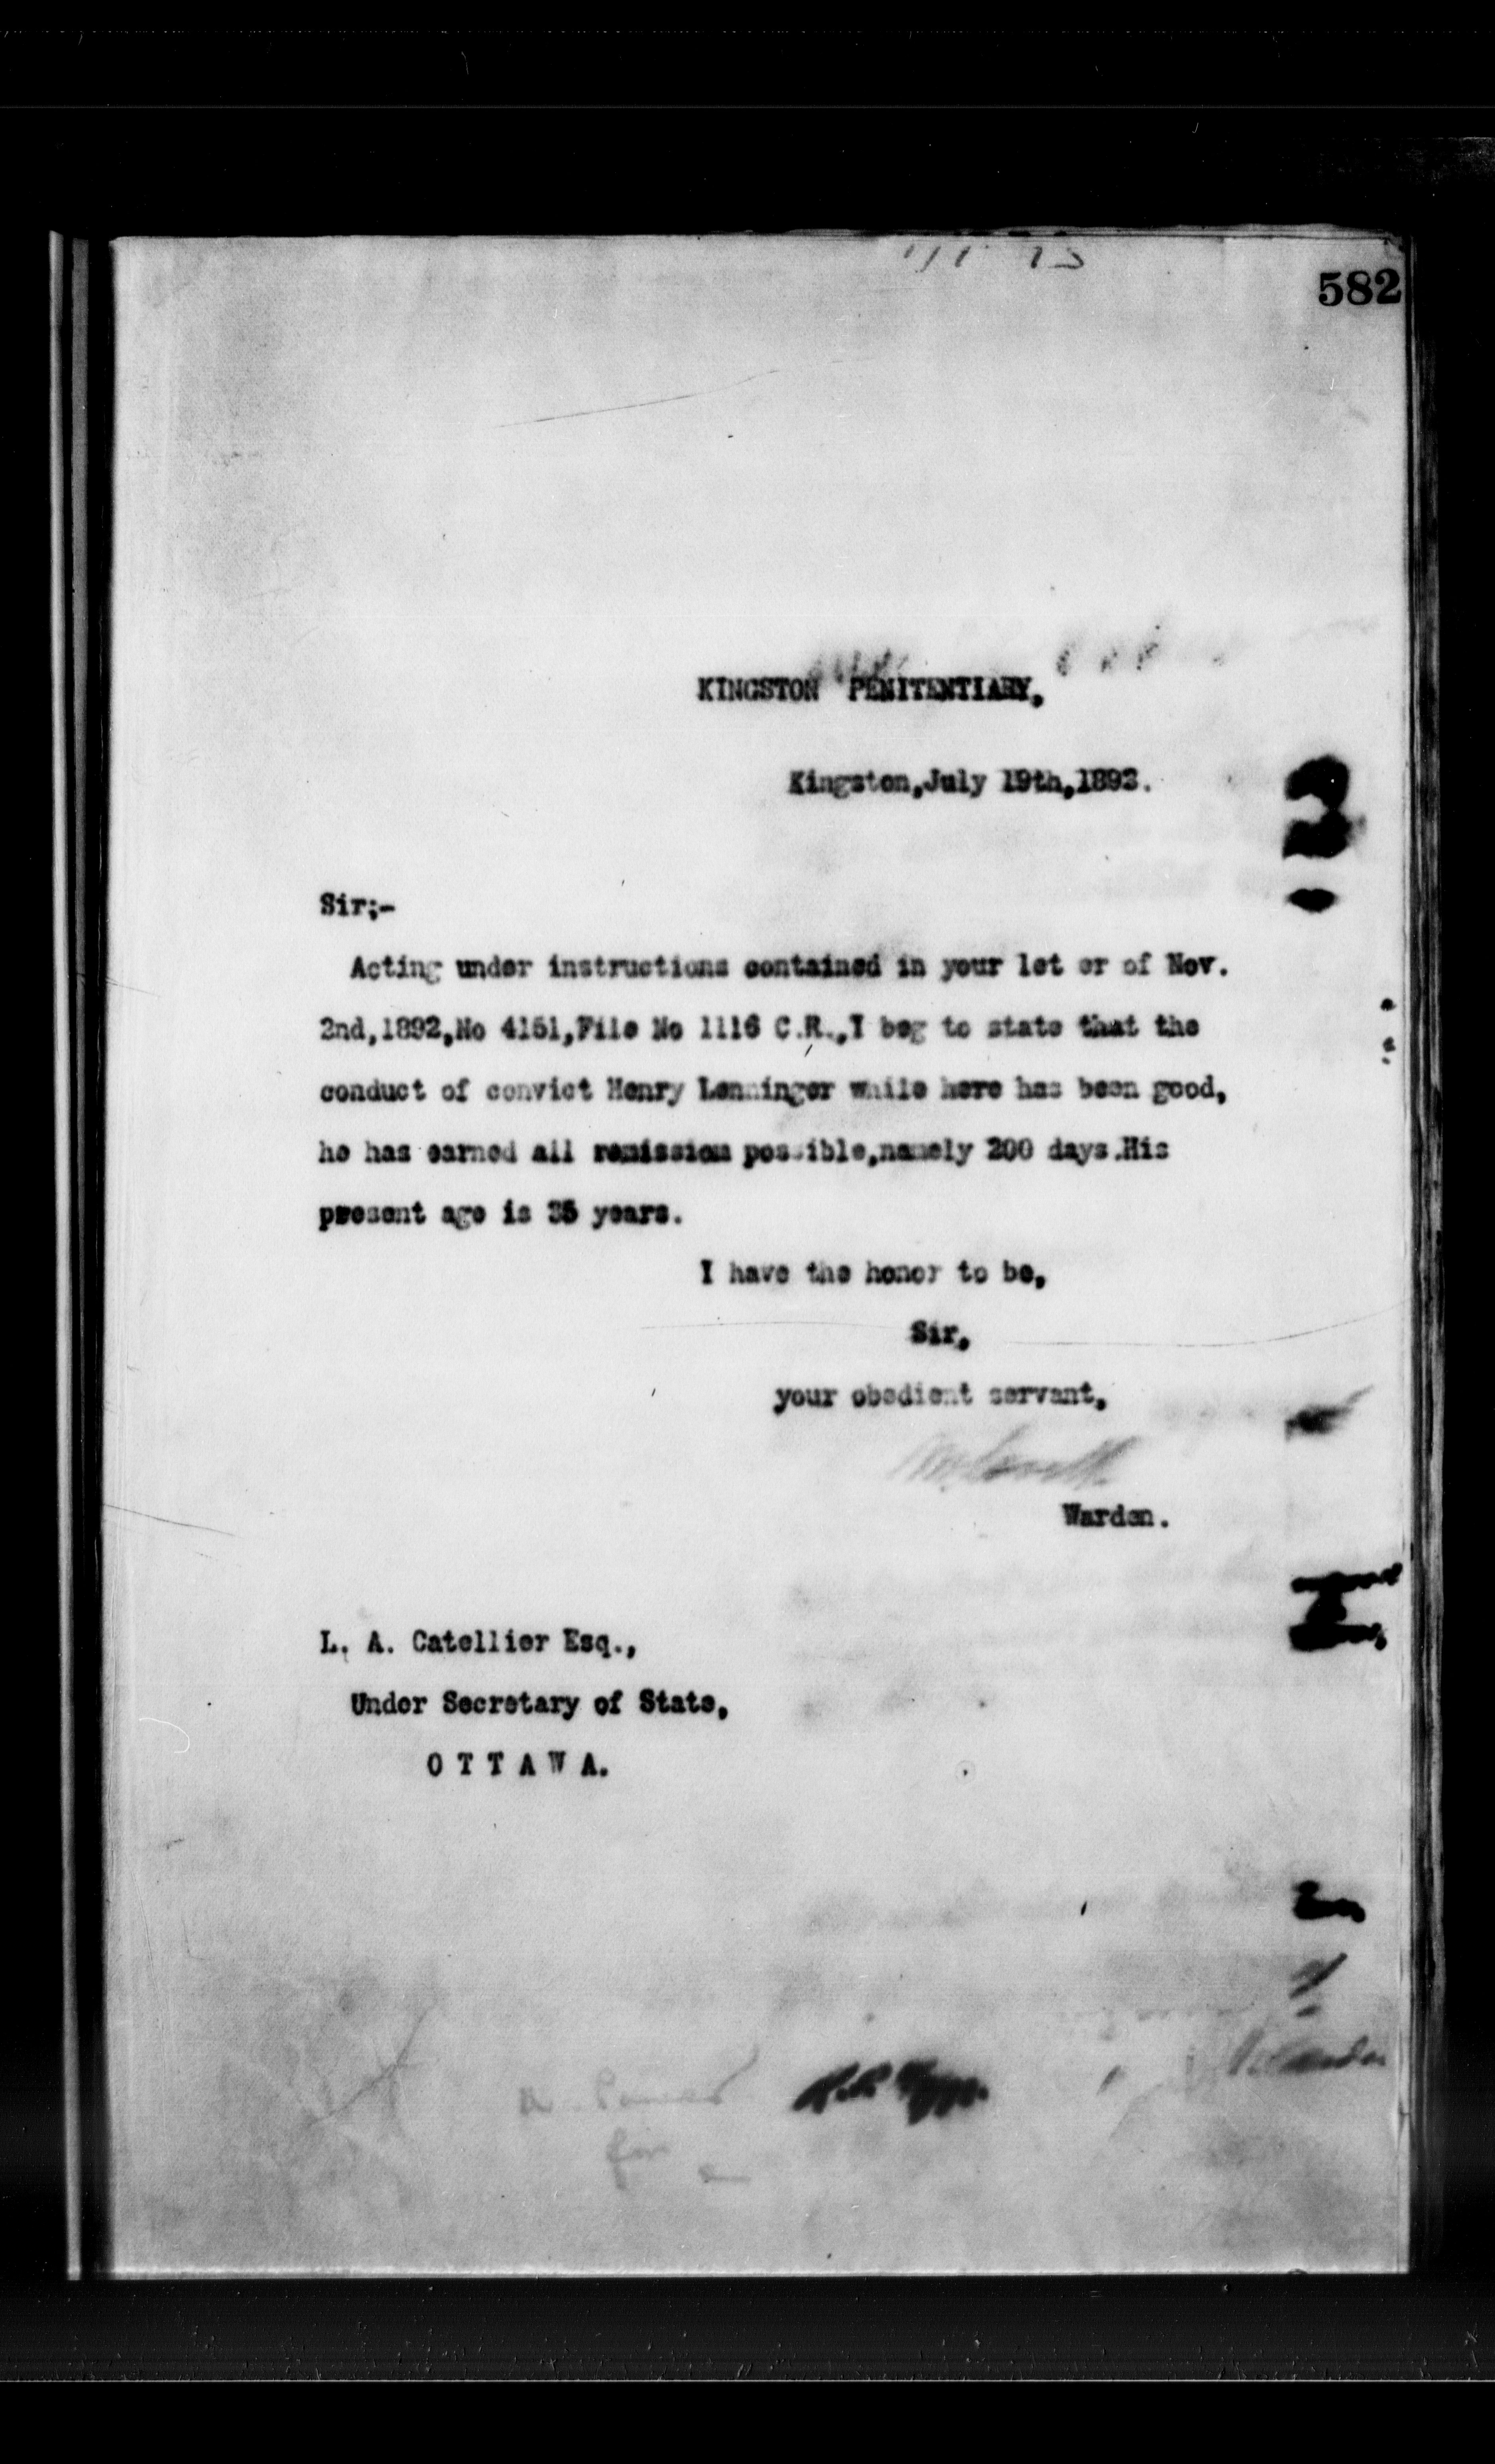 582
KINGSTON PENITENTIARY,
Kingston,July 19th,1893.
Sir;-
Acting under instructions contained in your let er of Nov.
2nd,1892,No 4151,File No 1116 C.R.,I beg to state that the
conduct of convict Henry Lenninger while here has been good,
he has earned all remission possible,namely 200 days.His
present age is 35 years.
I have the honor to be,
Sir,
your obedient servant,
Warden.
L. A. Catellier Esq.,
Under Secretary of State,
O T T A W A.